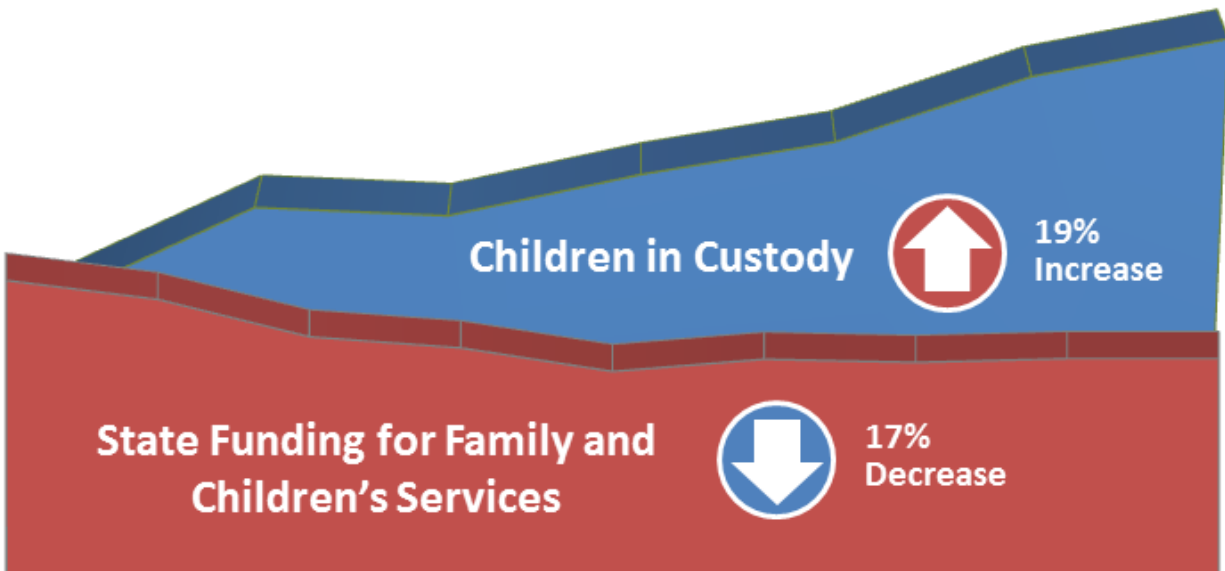 Children in Custody
19%
Increase
State Funding for Family and
Children's Services
17%
Decrease